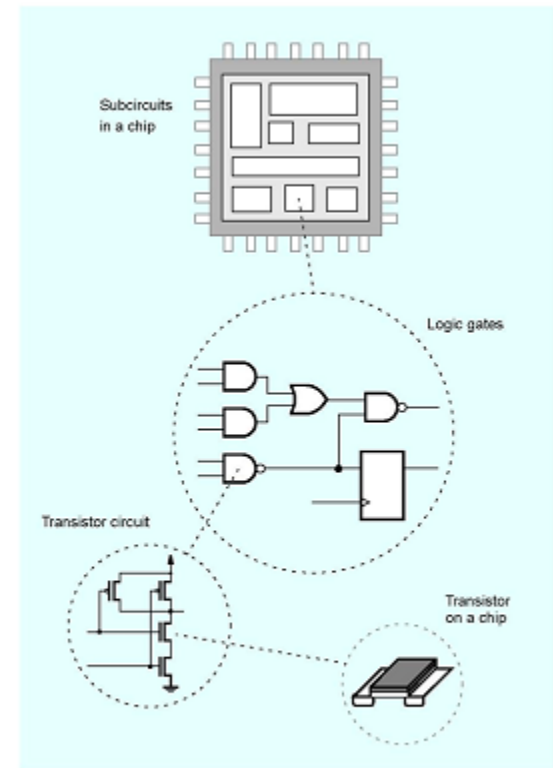 Subcircuits
in a chip
Logic gates
Transistor circuit
Transistor
on a chip